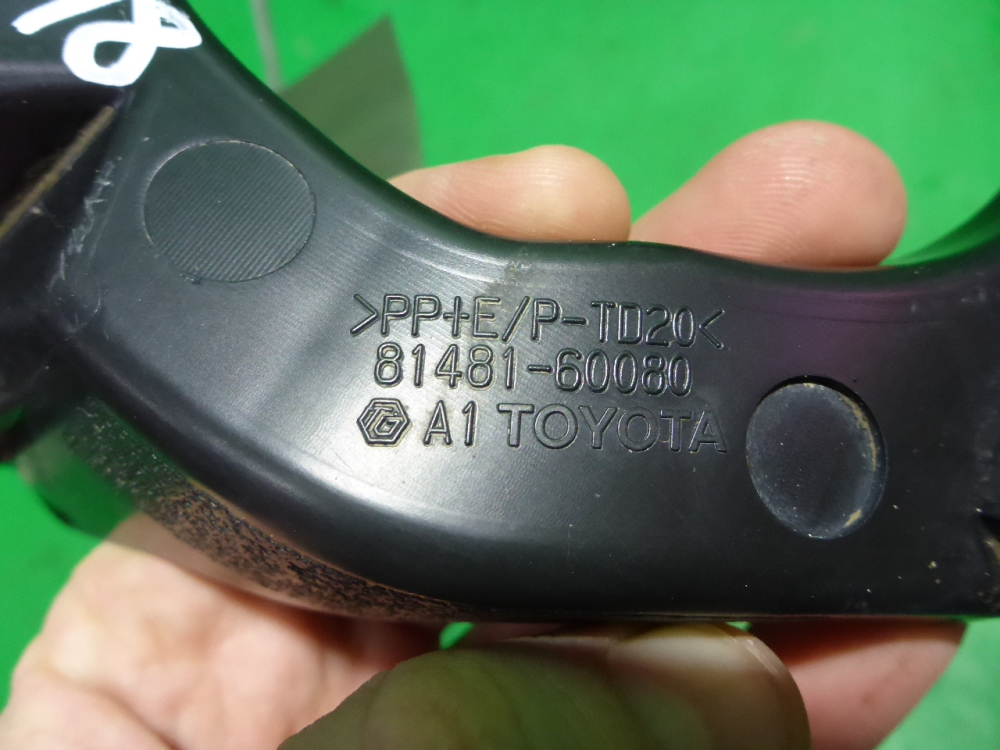 >PP+E/P-TD20<
81481-60080
A1 TOYOTA